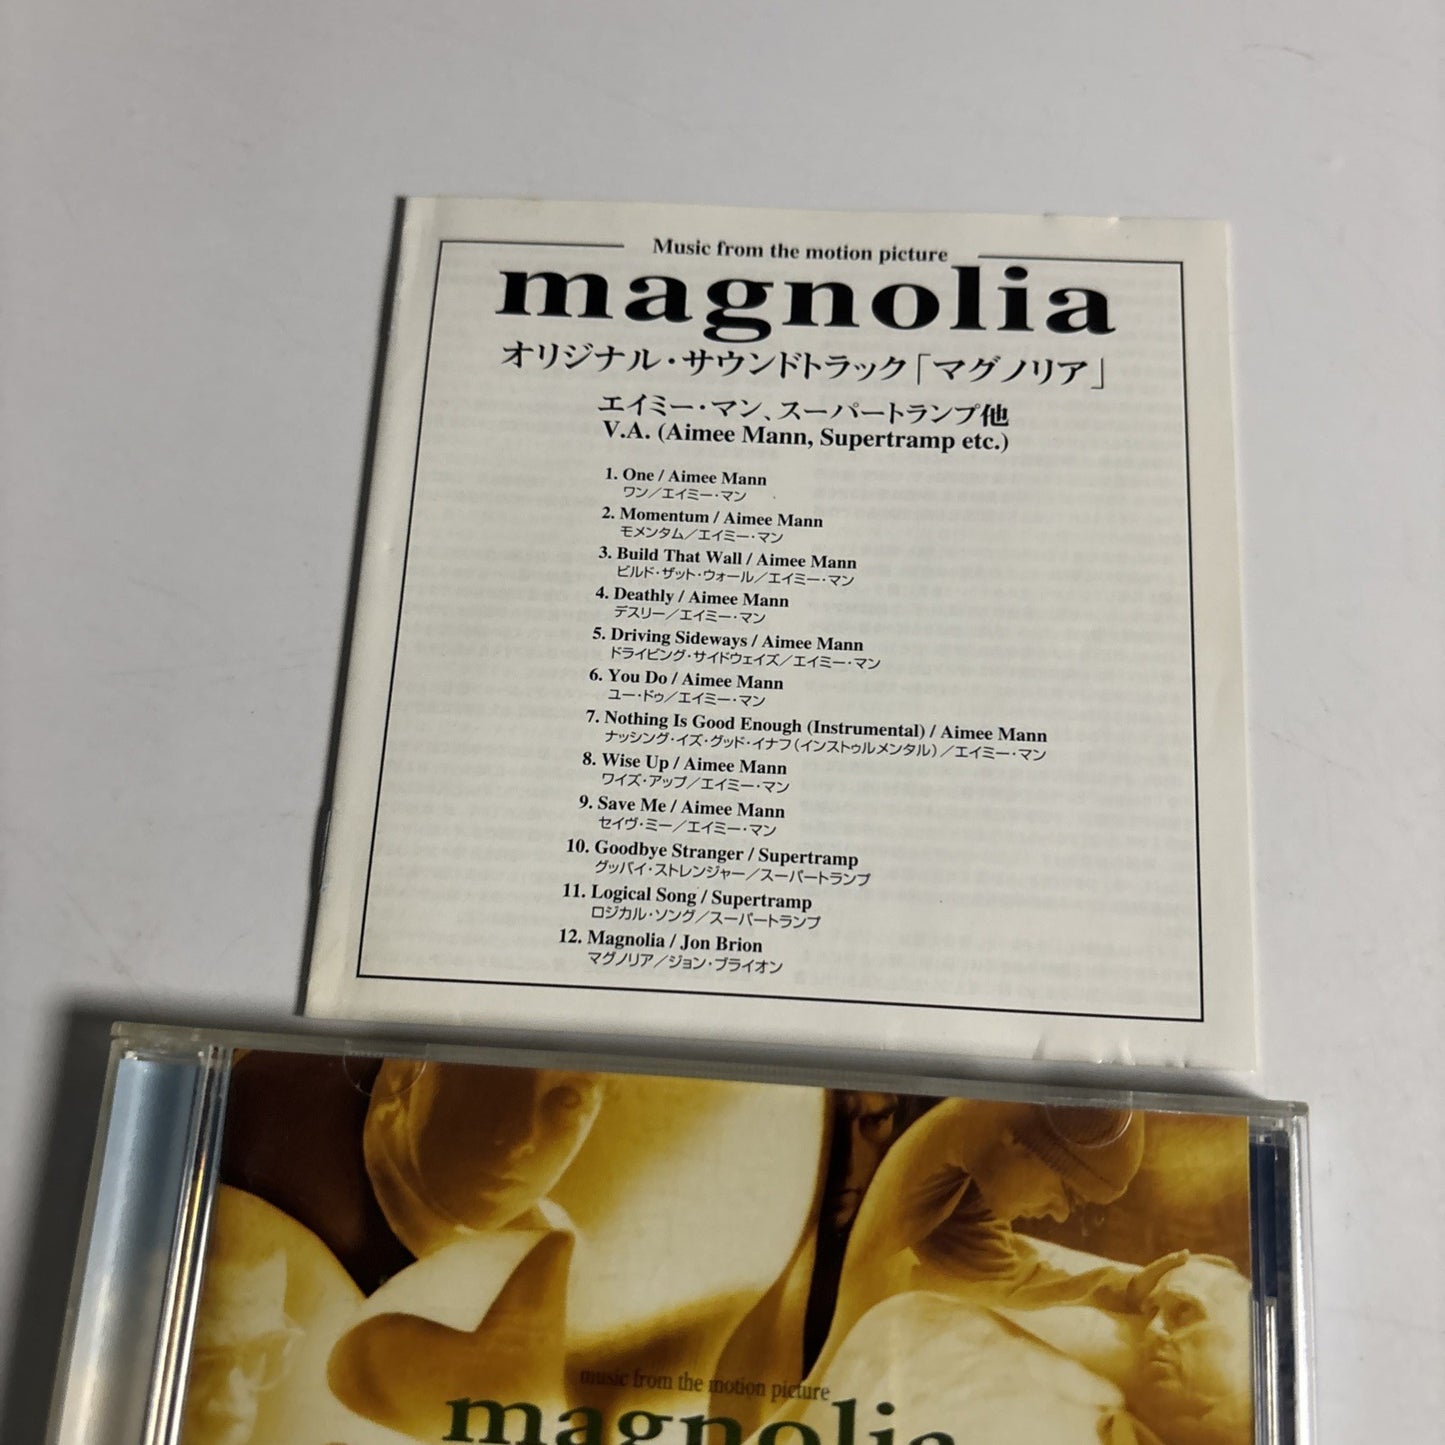 Music from the motion picture
magnolia
オリジナル・サウンドトラック「マグノリア」
エイミー・マン、スーパートランプ他
V.A. (Aimee Mann, Supertramp etc.)
1. One / Aimee Mann
ワン／エイミー・マン
2. Momentum / Aimee Mann
モメンタム／エイミー・マン
3. Build That Wall / Aimee Mann
ビルド・ザット・ウォール／エイミー・マン
4. Deathly / Aimee Mann
デスリー／エイミー・マン
5. Driving Sideways / Aimee Mann
ドライビング・サイドウェイズ／エイミー・マン
6. You Do / Aimee Mann
ユー・ドゥ／エイミー・マン
7. Nothing Is Good Enough (Instrumental) / Aimee Mann
ナッシング・イズ・グッド・イナフ（インストゥルメンタル）／エイミー・マン
8. Wise Up / Aimee Mann
ワイズ・アップ／エイミー・マン
9. Save Me / Aimee Mann
セイヴ・ミー／エイミー・マン
10. Goodbye Stranger / Supertramp
グッバイ・ストレンジャー／スーパートランプ
11. Logical Song / Supertramp
ロジカル・ソング／スーパートランプ
12. Magnolia / Jon Brion
マグノリア／ジョン・ブライオン
music from the motion picture
magnolia